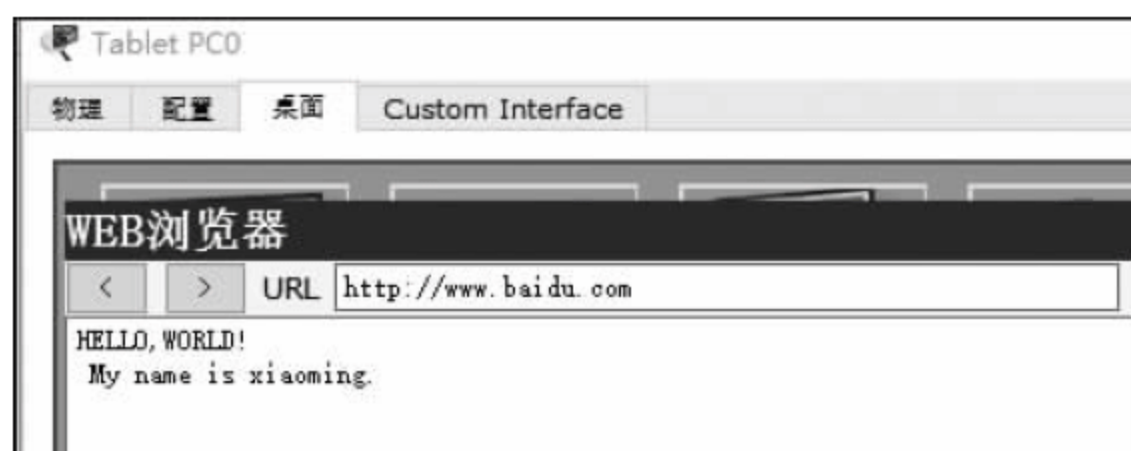 Tablet PC0
物理 配置 桌面 Custom Interface
WEB浏览器
< > URL http://www.baidu.com
HELLO,WORLD!
My name is xiaoming.